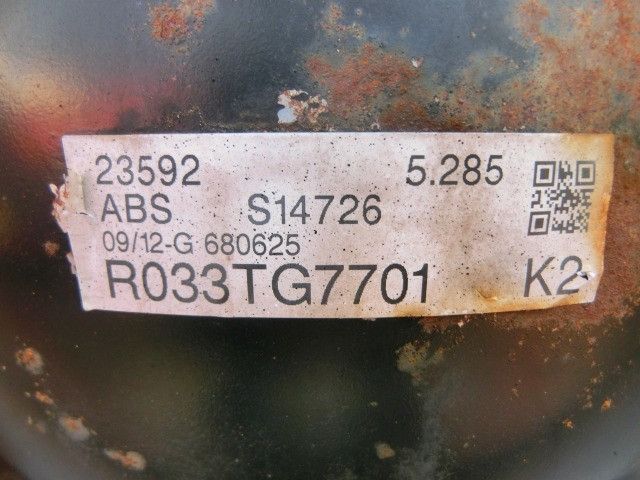 23592 5.285
ABS S14726
09/12-G 680625
R033TG7701 K2